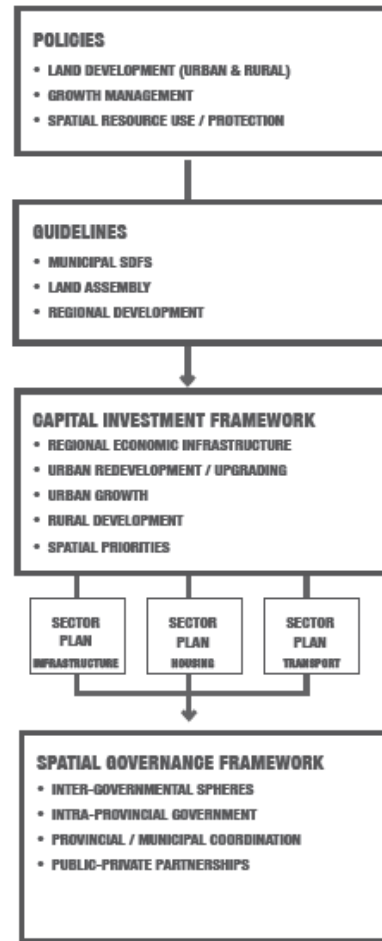 POLICIES
• LAND DEVELOPMENT (URBAN & RURAL)
• GROWTH MANAGEMENT
• SPATIAL RESOURCE USE / PROTECTION
GUIDELINES
• MUNICIPAL SDFS
• LAND ASSEMBLY
• REGIONAL DEVELOPMENT
CAPITAL INVESTMENT FRAMEWORK
• REGIONAL ECONOMIC INFRASTRUCTURE
• URBAN REDEVELOPMENT / UPGRADING
• URBAN GROWTH
• RURAL DEVELOPMENT
• SPATIAL PRIORITIES
SECTOR
PLAN
INFRASTRUCTURE
SECTOR
PLAN
HOUSING
SECTOR
PLAN
TRANSPORT
SPATIAL GOVERNANCE FRAMEWORK
• INTER-GOVERNMENTAL SPHERES
• INTRA-PROVINCIAL GOVERNMENT
• PROVINCIAL / MUNICIPAL COORDINATION
• PUBLIC-PRIVATE PARTNERSHIPS